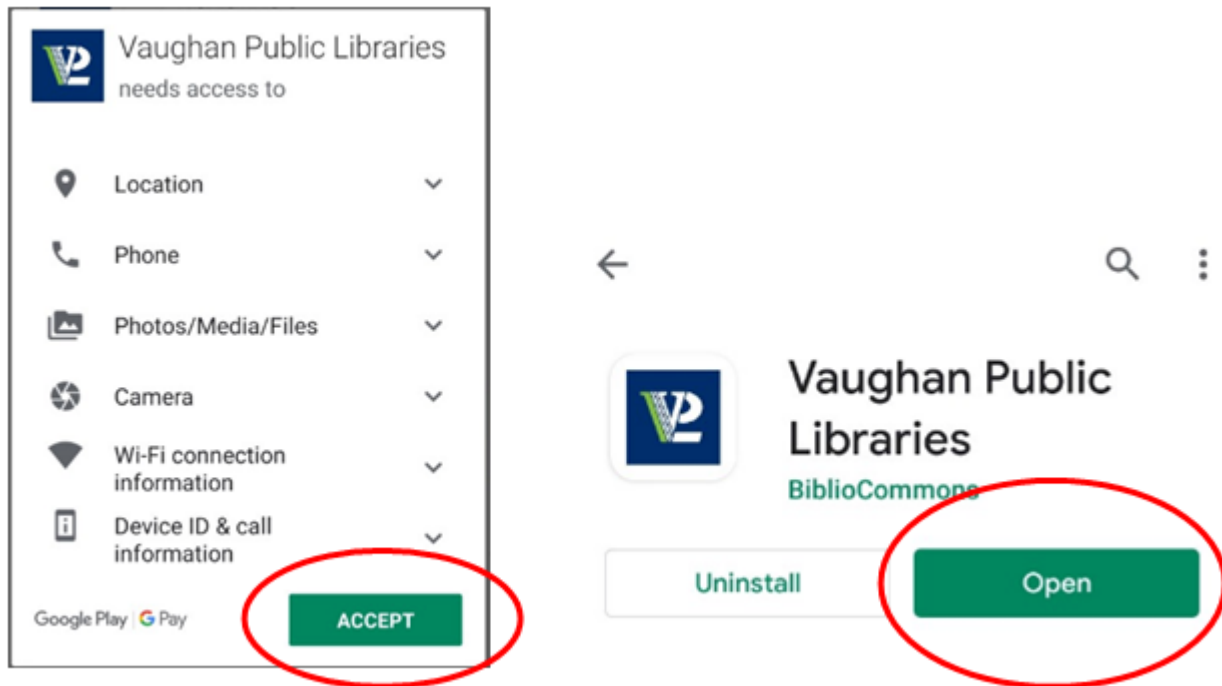 Vaughan Public Libraries
needs access to
Location
Phone
Photos/Media/Files
Camera
Wi-Fi connection
information
Device ID & call
information
Google Play | G Pay
ACCEPT
Vaughan Public
Libraries
BiblioCommons
Uninstall
Open